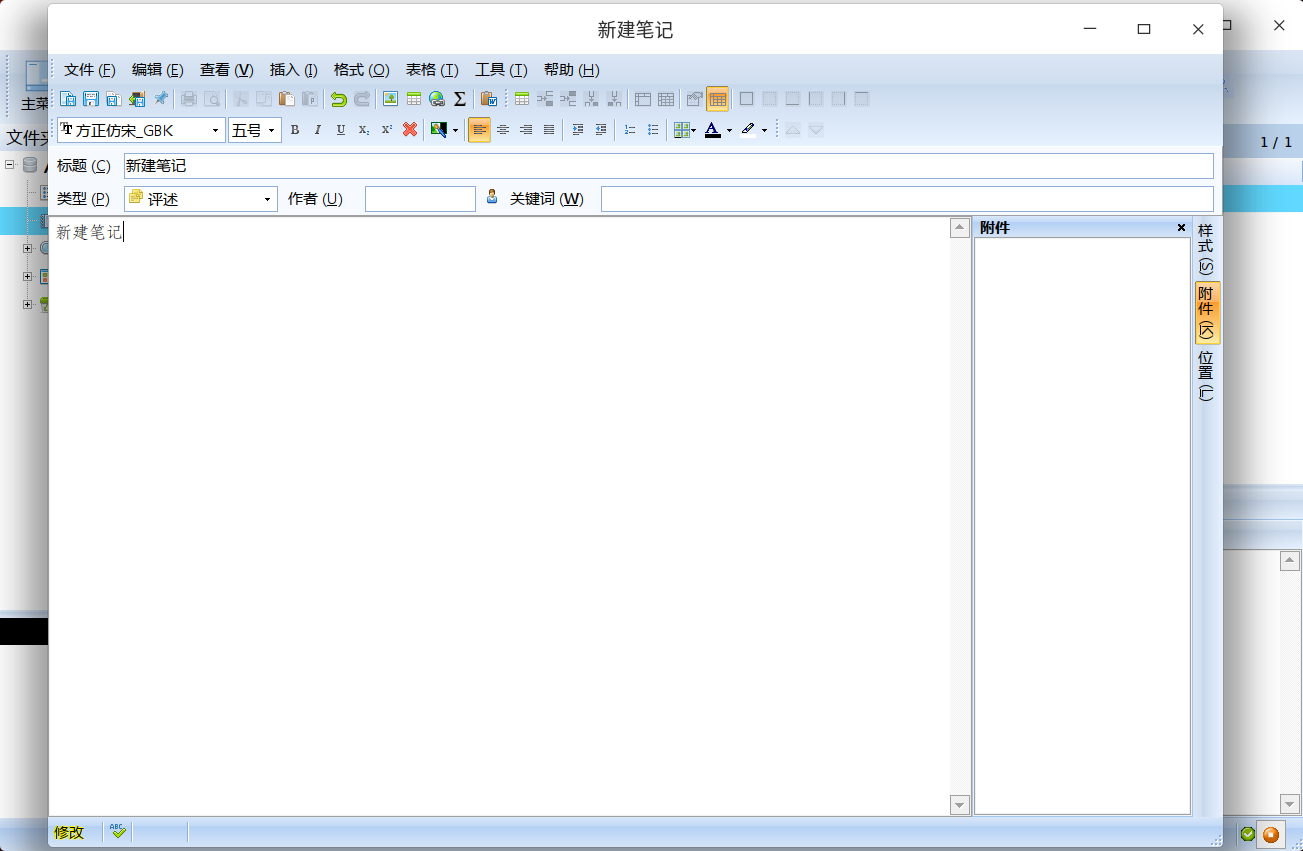 新建笔记
文件 (F) 编辑 (E) 查看 (V) 插入 (I) 格式 (O) 表格 (T) 工具 (T) 帮助 (H)
主菜
方正仿宋_GBK 五号 B I U X₂ X²
文件夹
1 / 1
标题 (C) 新建笔记
类型 (P) 评述 作者 (U) 关键词 (W)
新建笔记
附件
样式 (S)
附件 (K)
位置 (L)
修改 ABC